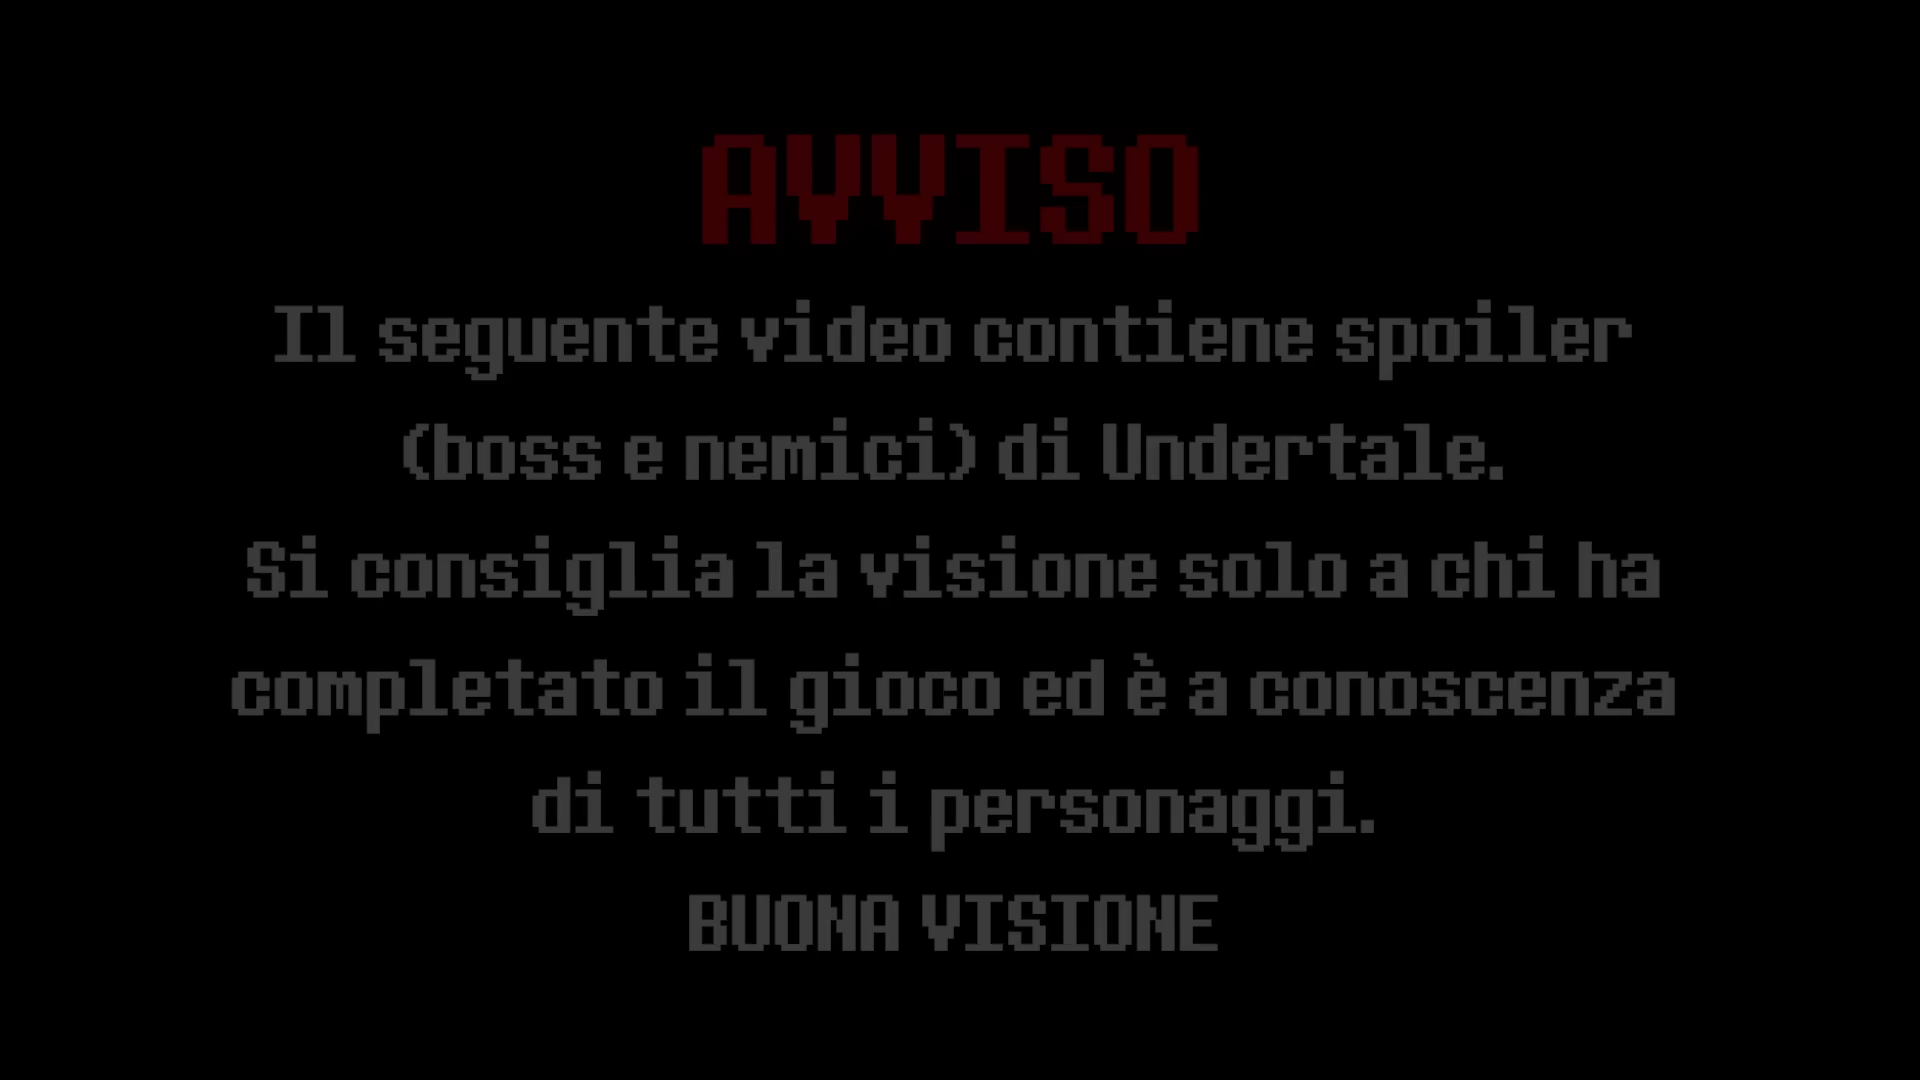 AVVISO
Il seguente video contiene spoiler
(boss e nemici) di Undertale.
Si consiglia la visione solo a chi ha
completato il gioco ed è a conoscenza
di tutti i personaggi.
BUONA VISIONE